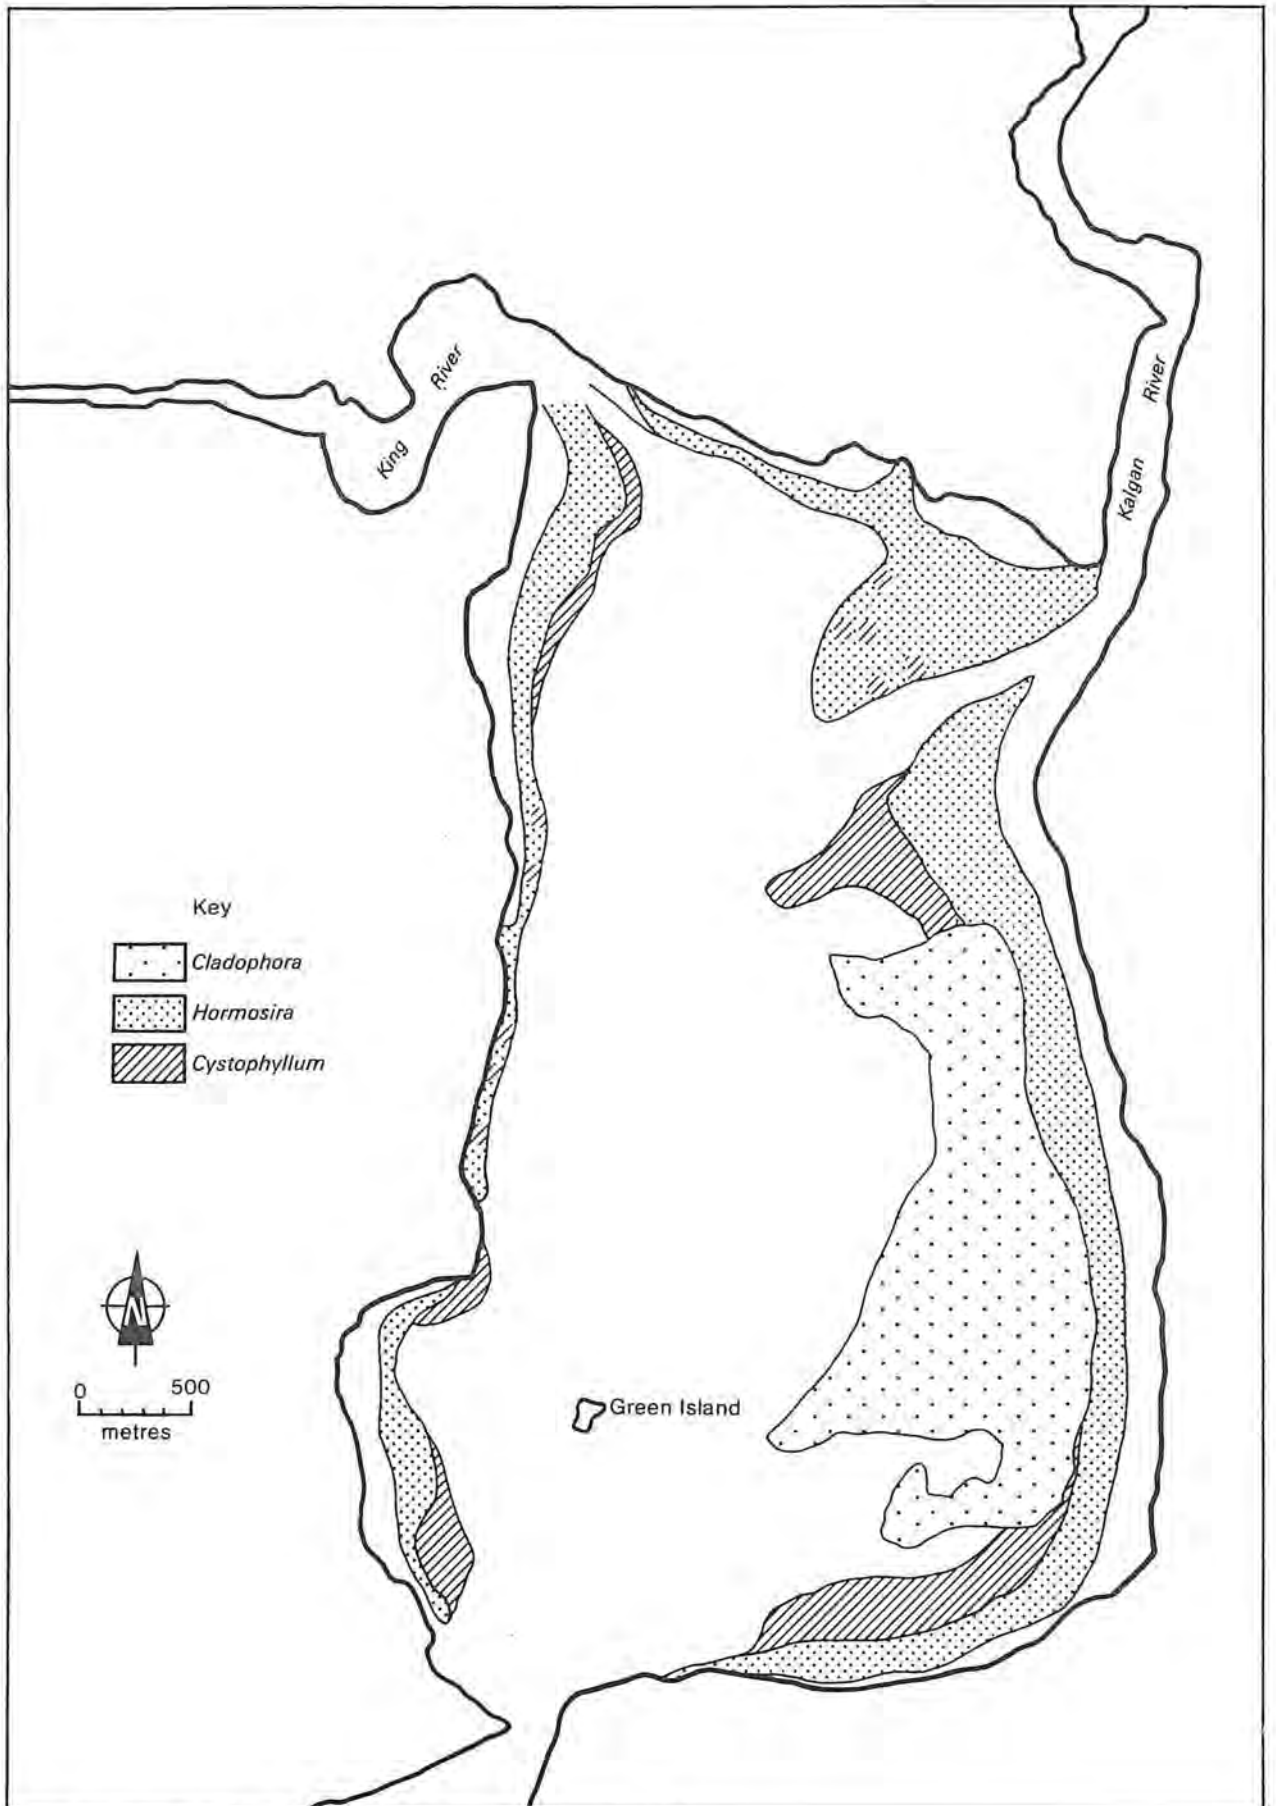 River
King
River
Kalgan
Key
Cladophora
Hormosira
Cystophyllum
N
0 500
metres
Green Island